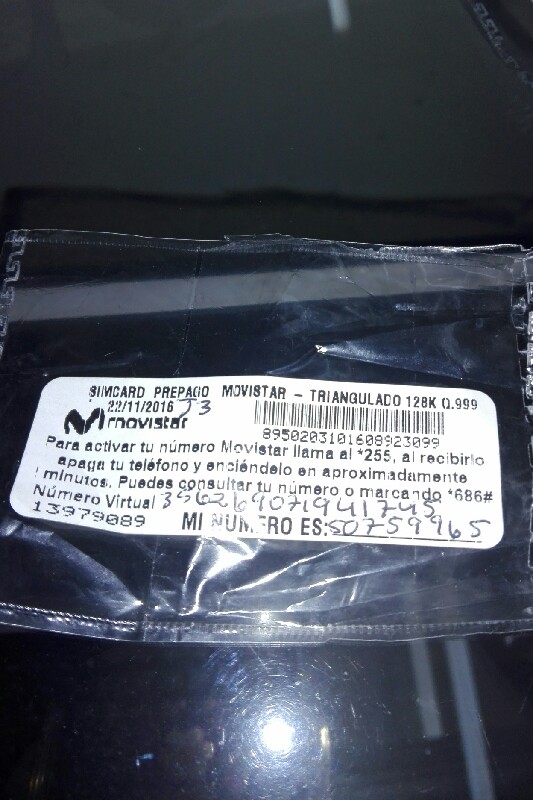 SIMCARD PREPAGO MOVISTAR - TRIANGULADO 128K Q.999
22/11/2016 J3
movistar
8950203101608923099
Para activar tu número Movistar llama al *255, al recibirlo
apaga tu teléfono y enciéndelo en aproximadamente
minutos. Puedes consultar tu número o marcando *686#
Número Virtual 356269071941745
13979089 MI NUMERO ES: 50759965